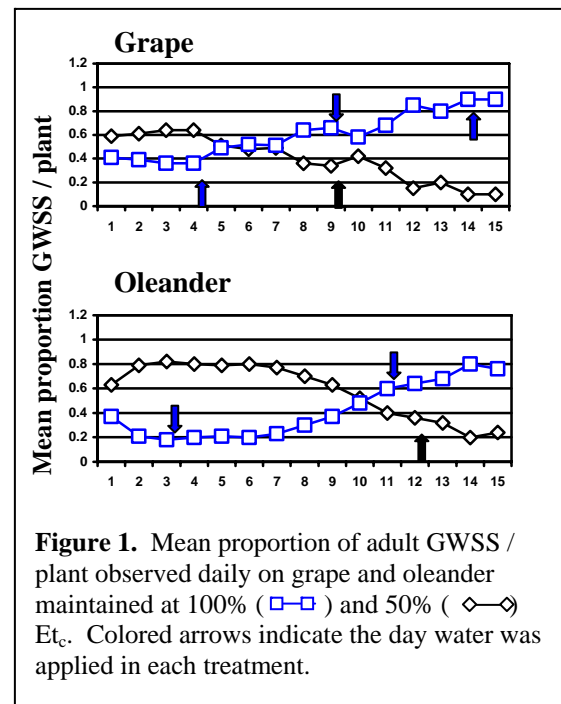 Grape
Mean proportion GWSS / plant
1.2
1
0.8
0.6
0.4
0.2
0
1 2 3 4 5 6 7 8 9 10 11 12 13 14 15
Oleander
1.2
1
0.8
0.6
0.4
0.2
0
1 2 3 4 5 6 7 8 9 10 11 12 13 14 15
Figure 1. Mean proportion of adult GWSS /
plant observed daily on grape and oleander
maintained at 100% ( ) and 50% ( )
Etc. Colored arrows indicate the day water was
applied in each treatment.